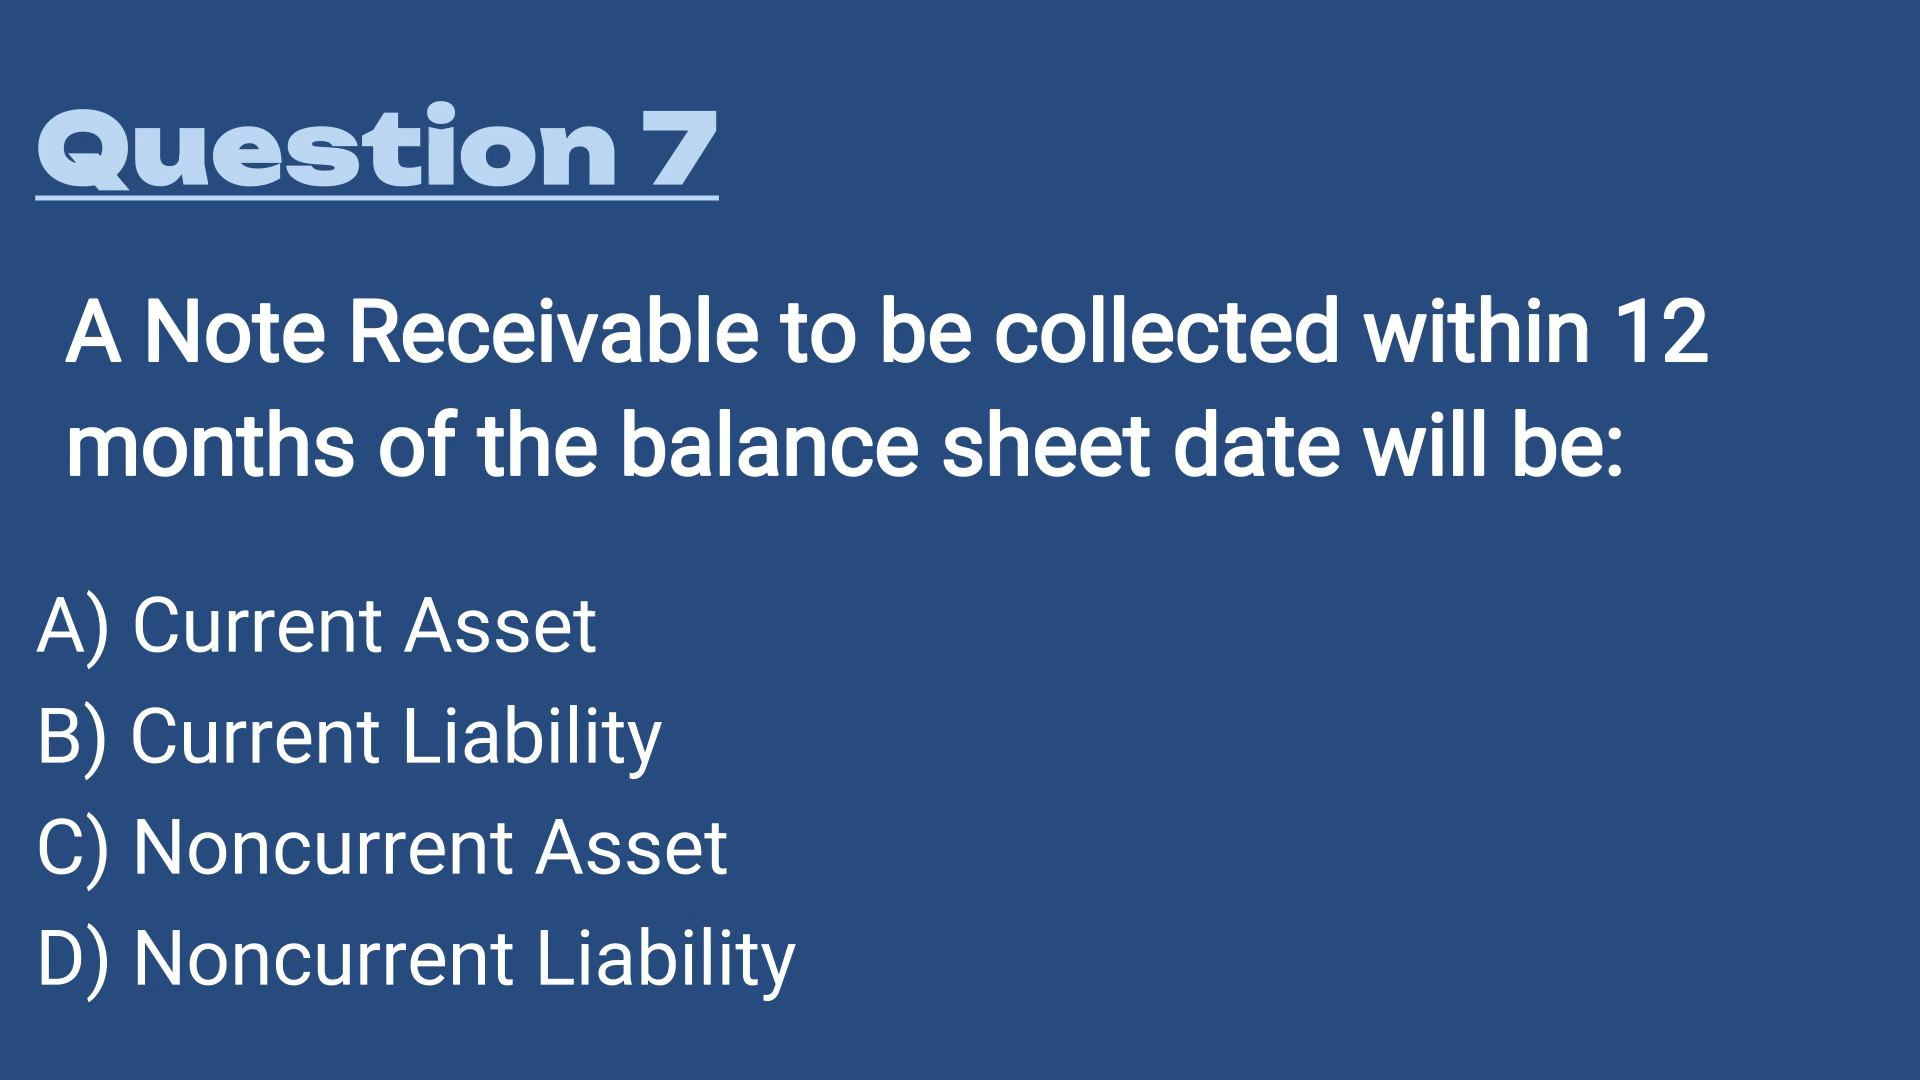 Question 7
A Note Receivable to be collected within 12
months of the balance sheet date will be:
A) Current Asset
B) Current Liability
C) Noncurrent Asset
D) Noncurrent Liability